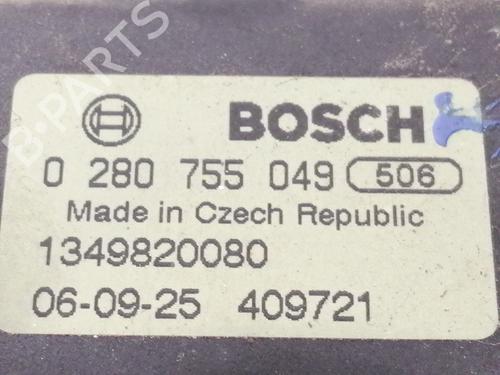 B-PARTS
BOSCH
0 280 755 049 506
Made in Czech Republic
1349820080
06-09-25 409721